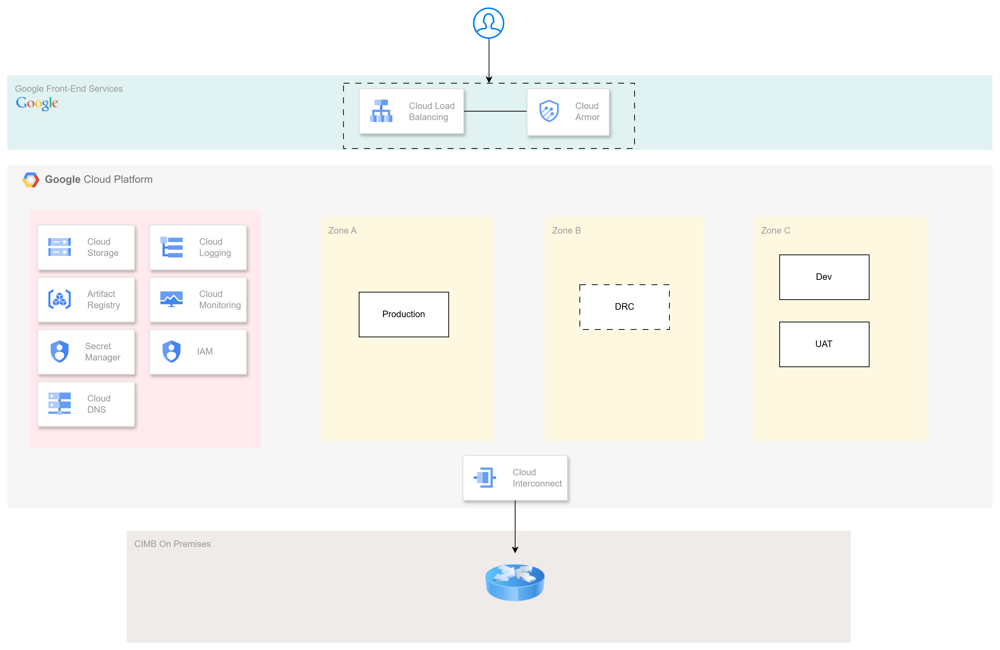 Google Front-End Services
Google
Cloud Load
Balancing
Cloud
Armor
Google Cloud Platform
Cloud
Storage
Cloud
Logging
Artifact
Registry
Cloud
Monitoring
Secret
Manager
IAM
Cloud
DNS
Zone A
Production
Zone B
DRC
Zone C
Dev
UAT
Cloud
Interconnect
CIMB On Premises